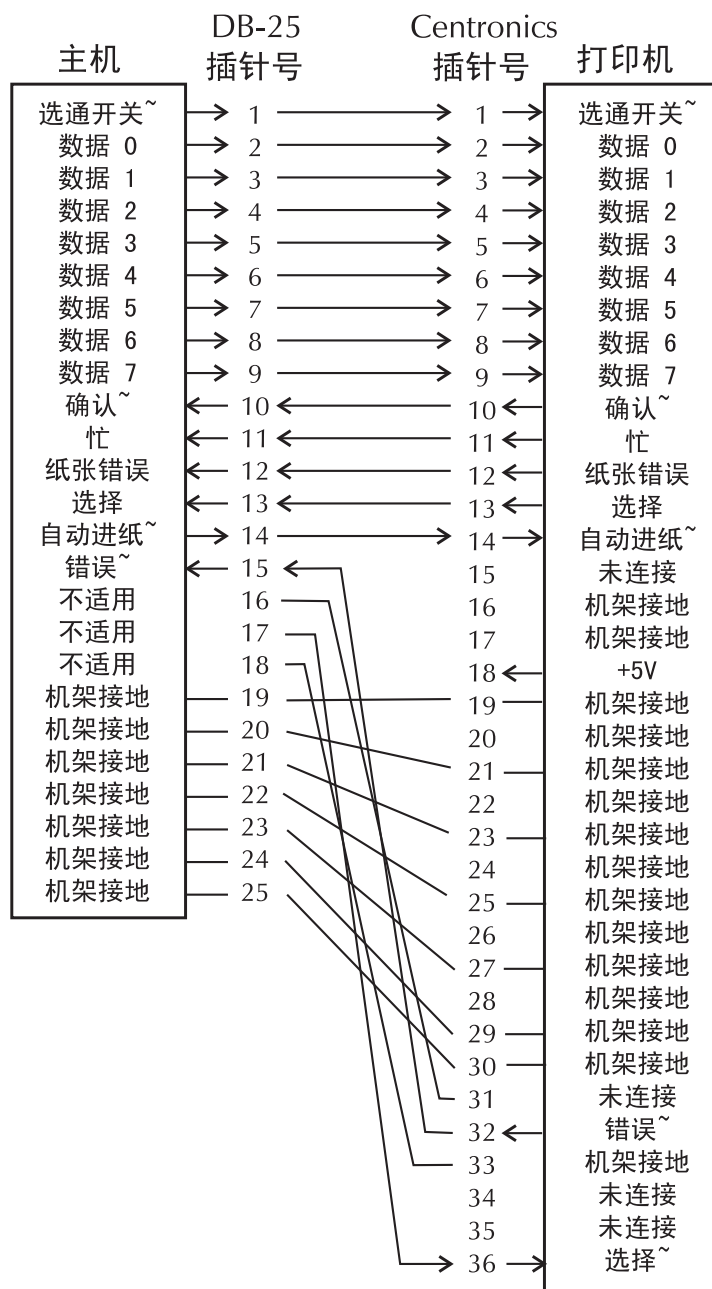 DB-25 Centronics
主机 插针号 插针号 打印机
选通开关~ 1 1 选通开关~
数据 0 2 2 数据 0
数据 1 3 3 数据 1
数据 2 4 4 数据 2
数据 3 5 5 数据 3
数据 4 6 6 数据 4
数据 5 7 7 数据 5
数据 6 8 8 数据 6
数据 7 9 9 数据 7
确认~ 10 10 确认~
忙 11 11 忙
纸张错误 12 12 纸张错误
选择 13 13 选择
自动进纸~ 14 14 自动进纸~
错误~ 15 15 未连接
不适用 16 16 机架接地
不适用 17 17 机架接地
不适用 18 18 +5V
机架接地 19 19 机架接地
机架接地 20 20 机架接地
机架接地 21 21 机架接地
机架接地 22 22 机架接地
机架接地 23 23 机架接地
机架接地 24 24 机架接地
机架接地 25 25 机架接地
26 机架接地
27 机架接地
28 机架接地
29 机架接地
30 机架接地
31 未连接
32 错误~
33 机架接地
34 未连接
35 未连接
36 选择~